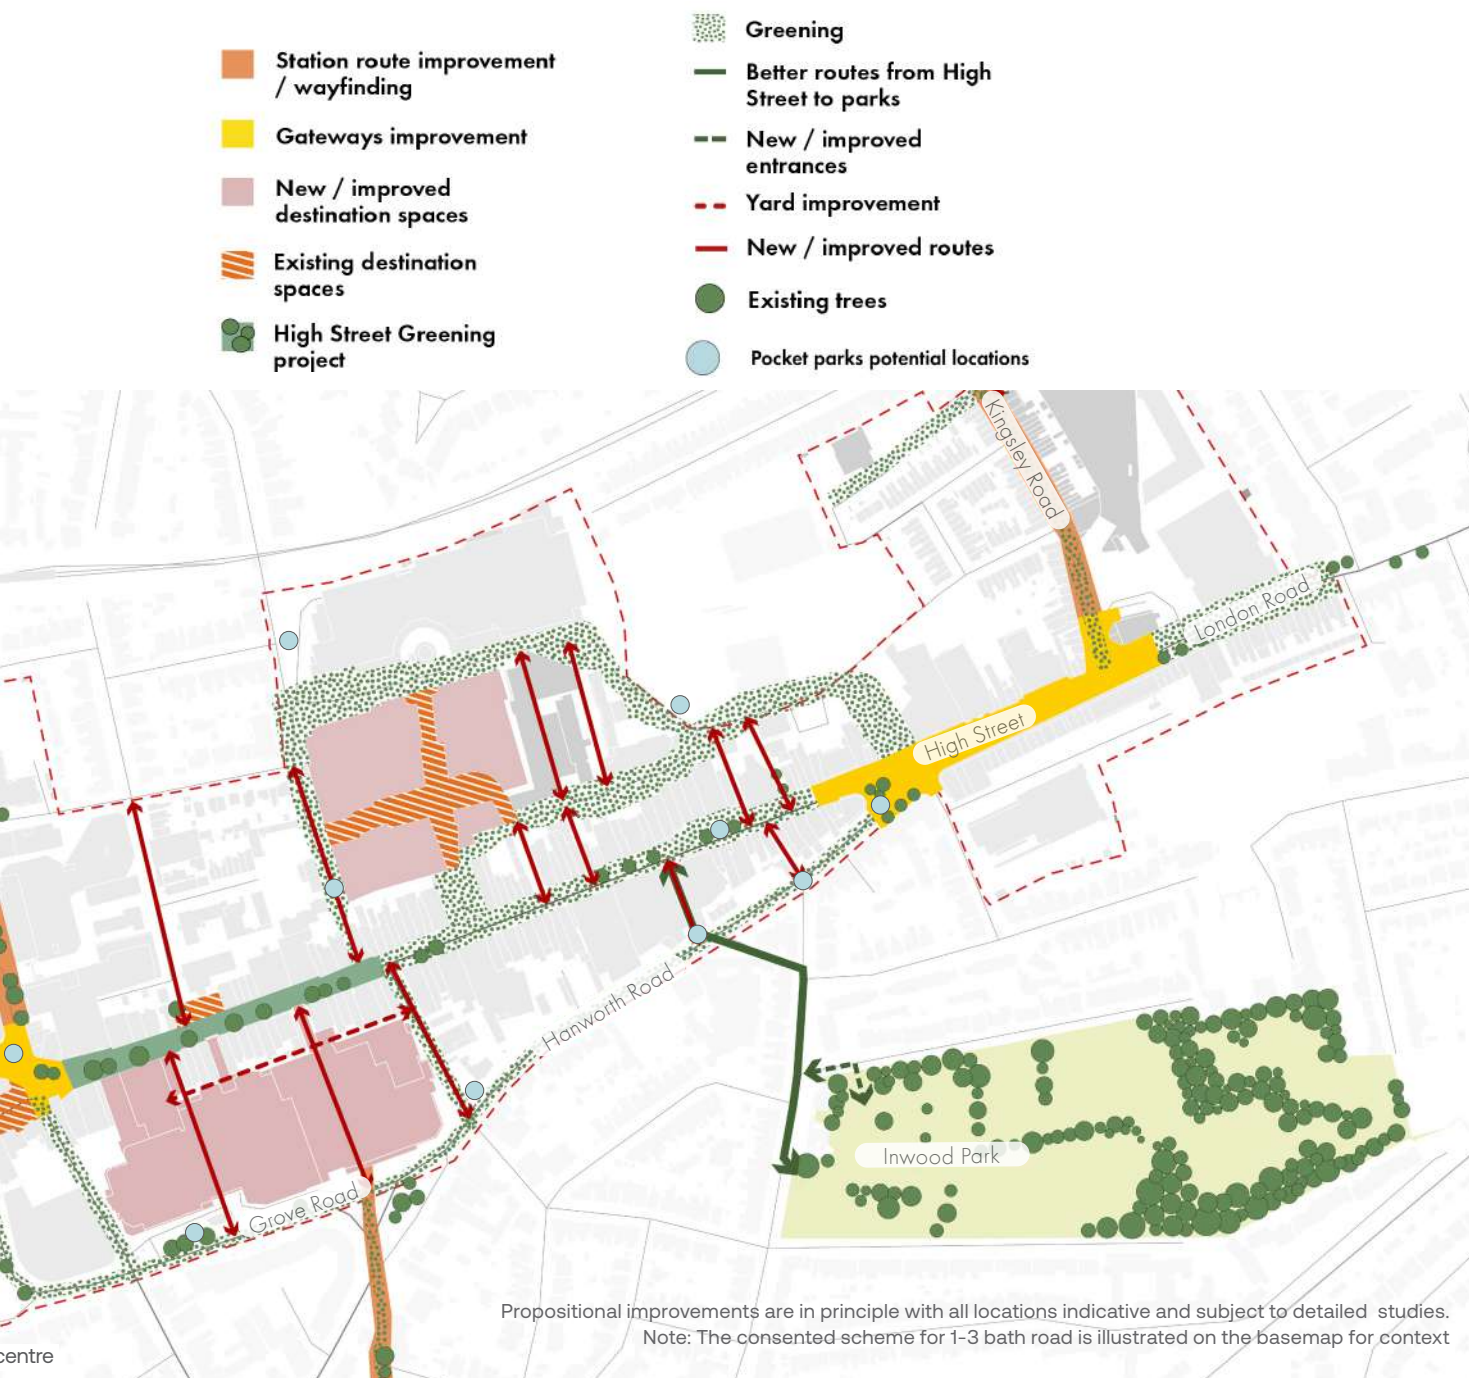 Station route improvement
/ wayfinding
Gateways improvement
New / improved
destination spaces
Existing destination
spaces
High Street Greening
project
Greening
Better routes from High
Street to parks
New / improved
entrances
Yard improvement
New / improved routes
Existing trees
Pocket parks potential locations
Kingsley Road
London Road
High Street
Hanworth Road
Inwood Park
Grove Road
Propositional improvements are in principle with all locations indicative and subject to detailed studies.
Note: The consented scheme for 1-3 bath road is illustrated on the basemap for context
centre